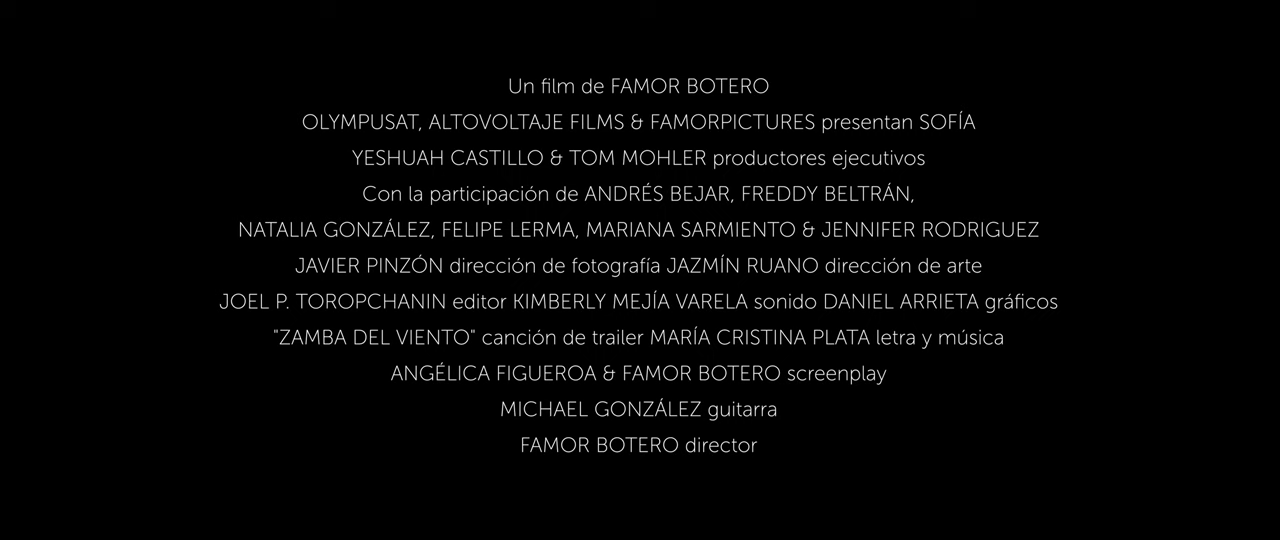 Un film de FAMOR BOTERO
OLYMPUSAT, ALTOVOLTAJE FILMS & FAMORPICTURES presentan SOFÍA
YESHUAH CASTILLO & TOM MOHLER productores ejecutivos
Con la participación de ANDRÉS BEJAR, FREDDY BELTRÁN,
NATALIA GONZÁLEZ, FELIPE LERMA, MARIANA SARMIENTO & JENNIFER RODRIGUEZ
JAVIER PINZÓN dirección de fotografía JAZMÍN RUANO dirección de arte
JOEL P. TOROPCHANIN editor KIMBERLY MEJÍA VARELA sonido DANIEL ARRIETA gráficos
"ZAMBA DEL VIENTO" canción de trailer MARÍA CRISTINA PLATA letra y música
ANGÉLICA FIGUEROA & FAMOR BOTERO screenplay
MICHAEL GONZÁLEZ guitarra
FAMOR BOTERO director